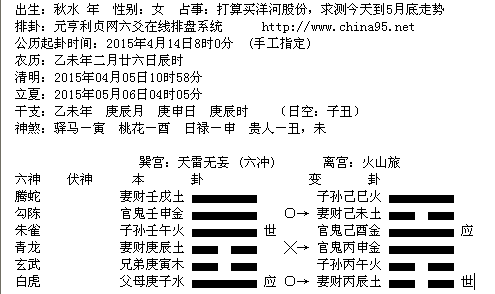 出生：秋水 年  性别：女  占事：打算买洋河股份，求测今天到5月底走势
排卦：元亨利贞网六爻在线排盘系统      http://www.china95.net
公历起卦时间：2015年4月14日8时0分  (手工指定)
农历：乙未年二月廿六日辰时
清明：2015年04月05日10时58分
立夏：2015年05月06日04时05分
干支：乙未年  庚辰月  庚申日  庚辰时    （日空：子丑）
神煞：驿马—寅  桃花—酉  日禄—申  贵人—丑，未
巽宫：天雷无妄 (六冲)          离宫：火山旅
六神    伏神        本      卦              变      卦
腾蛇    妻财壬戌土    子孙己巳火
勾陈    官鬼壬申金    ○→ 妻财己未土
朱雀    子孙壬午火    世    官鬼己酉金    应
青龙    妻财庚辰土    ╳→ 官鬼丙申金
玄武    兄弟庚寅木    子孙丙午火
白虎    父母庚子水    应 ○→ 妻财丙辰土    世